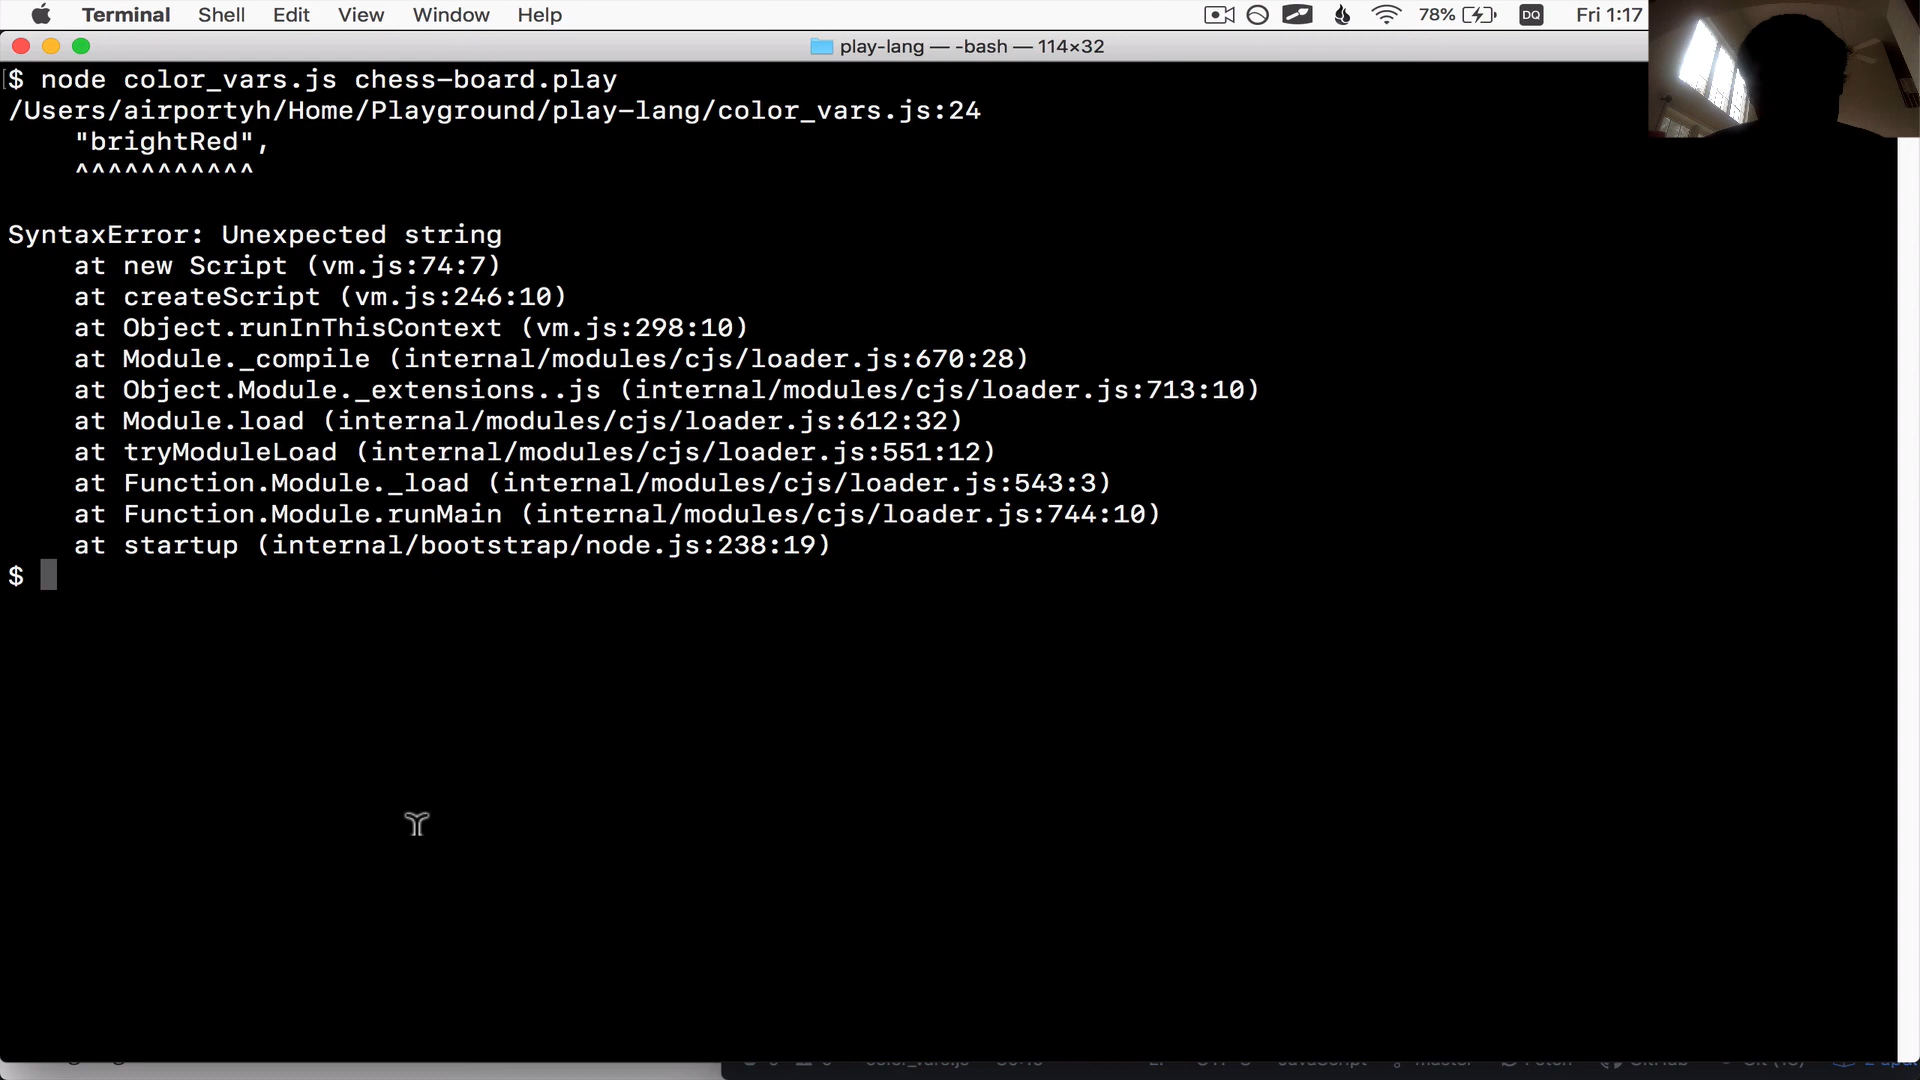 Terminal Shell Edit View Window Help 78% DQ Fri 1:17
play-lang — -bash — 114×32
[$ node color_vars.js chess-board.play
/Users/airportyh/Home/Playground/play-lang/color_vars.js:24
    "brightRed",
    ^^^^^^^^^^^

SyntaxError: Unexpected string
    at new Script (vm.js:74:7)
    at createScript (vm.js:246:10)
    at Object.runInThisContext (vm.js:298:10)
    at Module._compile (internal/modules/cjs/loader.js:670:28)
    at Object.Module._extensions..js (internal/modules/cjs/loader.js:713:10)
    at Module.load (internal/modules/cjs/loader.js:612:32)
    at tryModuleLoad (internal/modules/cjs/loader.js:551:12)
    at Function.Module._load (internal/modules/cjs/loader.js:543:3)
    at Function.Module.runMain (internal/modules/cjs/loader.js:744:10)
    at startup (internal/bootstrap/node.js:238:19)
$